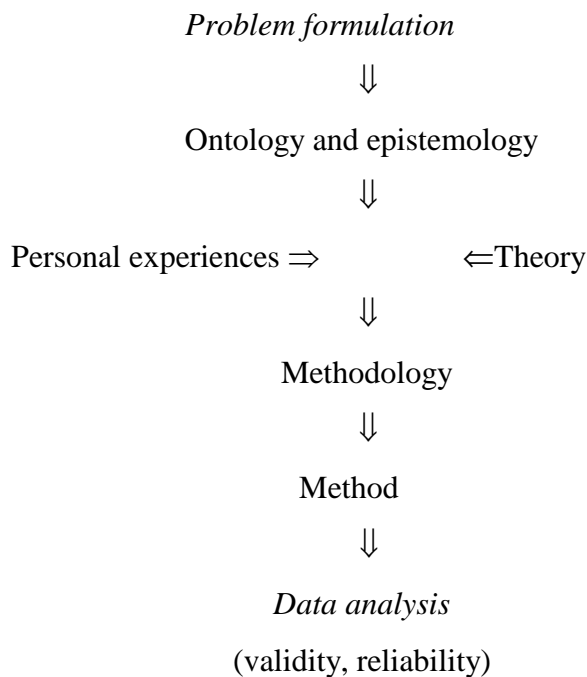 Problem formulation
⇓
Ontology and epistemology
⇓
Personal experiences ⇒ ⇐Theory
⇓
Methodology
⇓
Method
⇓
Data analysis
(validity, reliability)